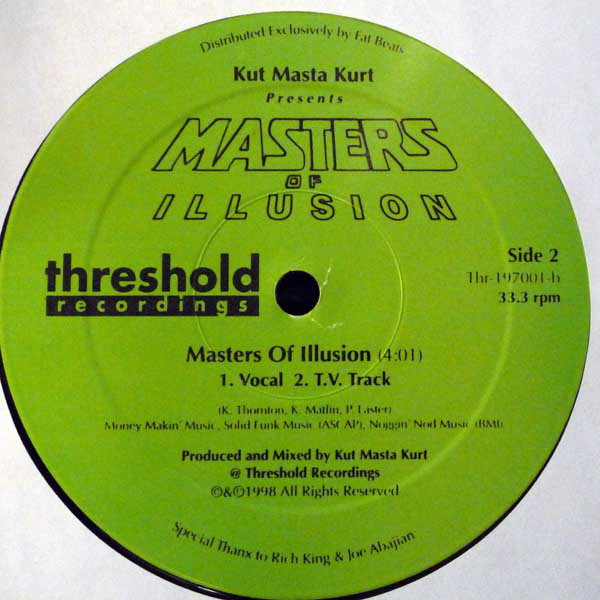 Distributed Exclusively by Fat Beats
Kut Masta Kurt
Presents
MASTERS
OF
ILLUSION
threshold
recordings
Side 2
Thr-197001-b
33.3 rpm
Masters Of Illusion (4:01)
1. Vocal 2. T.V. Track
(K. Thornton, K. Matlin, P. Laster)
Money Makin' Music, Solid Funk Music (ASCAP), Noggin' Nod Music (BMI)
Produced and Mixed by Kut Masta Kurt
@ Threshold Recordings
©&℗1998 All Rights Reserved
Special Thanx to Rich King & Joe Abajian